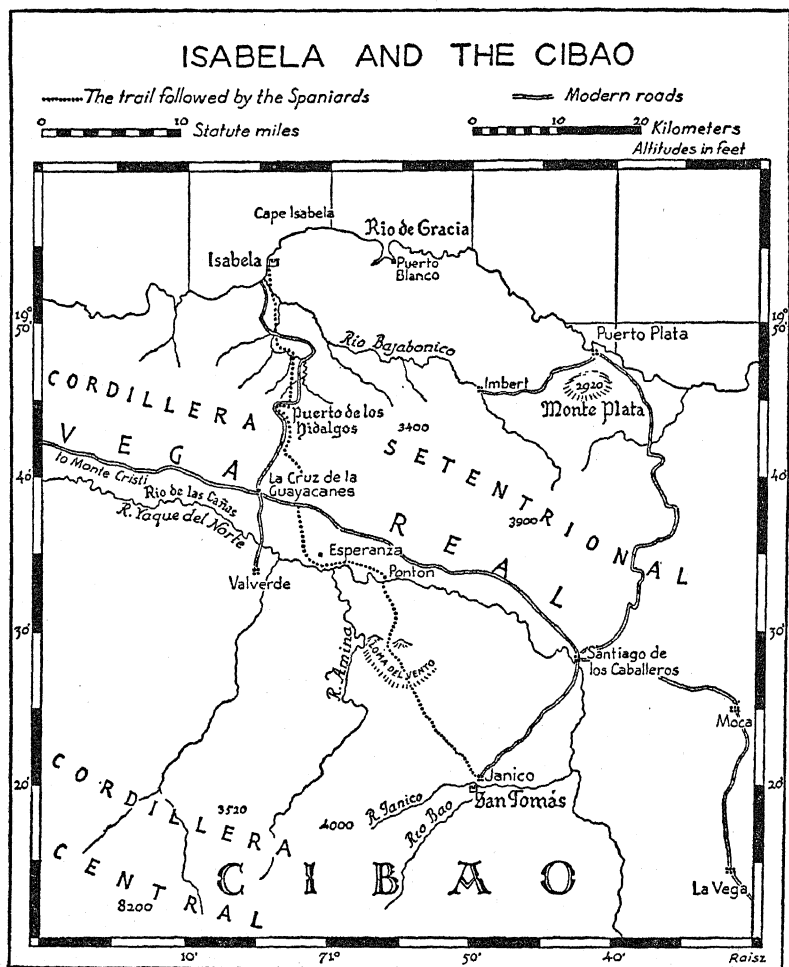 ISABELA AND THE CIBAO
The trail followed by the Spaniards
Modern roads
0 10 Statute miles
0 10 20 Kilometers
Altitudes in feet
Cape Isabela
Rio de Gracia
Isabela
Puerto
Blanco
19°
50'
19°
50'
Puerto Plata
Rio Bajabonico
Imbert
2920
Monte Plata
CORDILLERA
SETENTRIONAL
Puerto de los
Hidalgos
3400
VEGA
REAL
40'
40'
to Monte Cristi
La Cruz de la
Guayacanes
Rio de las Cañas
R. Yaque del Norte
3900
Esperanza
Valverde
Ponton
30'
30'
R. Amina
LOMA DEL VENTO
Santiago de
los Caballeros
Moca
20'
20'
Janico
San Tomás
R. Janico
Rio Bao
CORDILLERA
CENTRAL
3520
4000
8200
CIBAO
La Vega
10' 71° 50' 40' Raisz